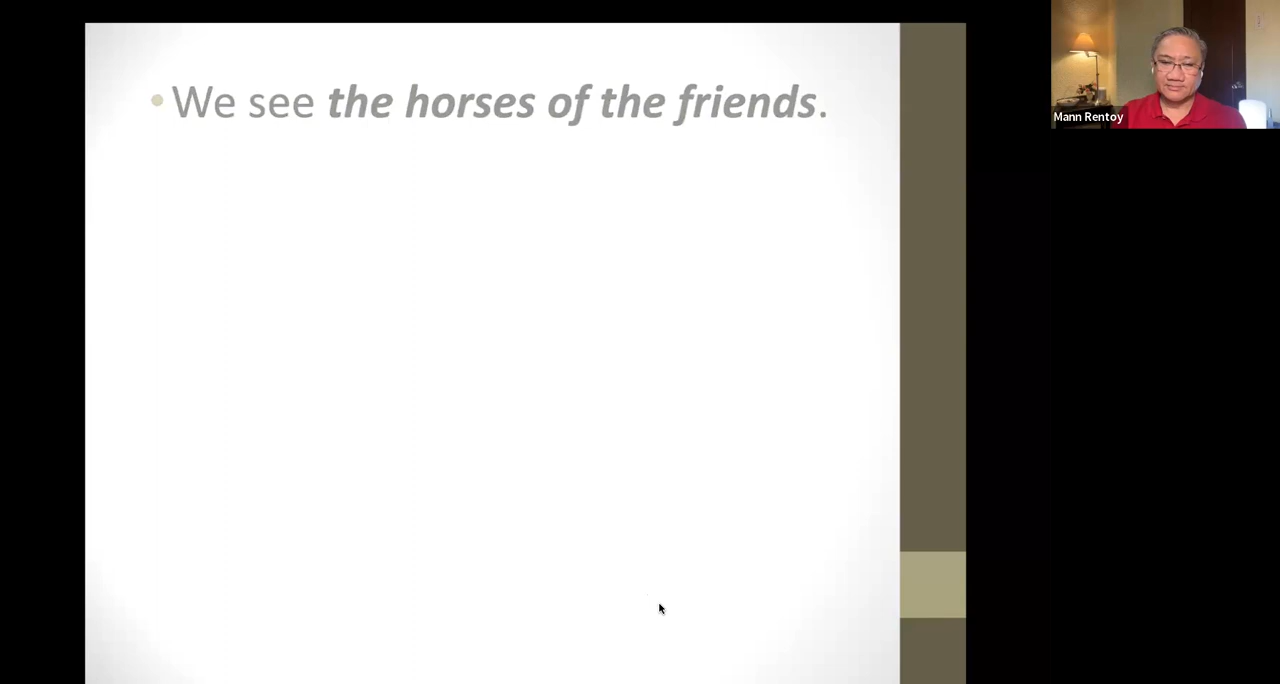 • We see the horses of the friends.
Mann Rentoy